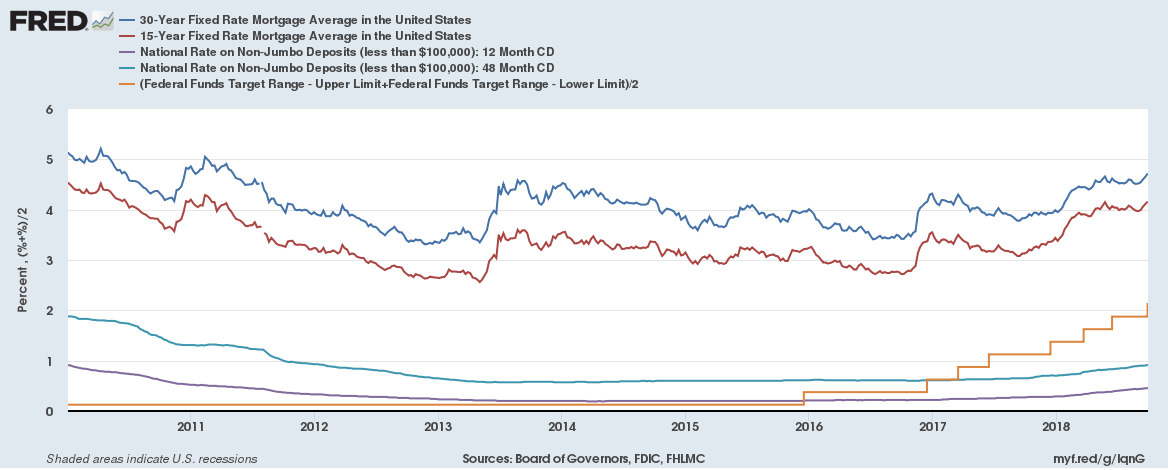 FRED
30-Year Fixed Rate Mortgage Average in the United States
15-Year Fixed Rate Mortgage Average in the United States
National Rate on Non-Jumbo Deposits (less than $100,000): 12 Month CD
National Rate on Non-Jumbo Deposits (less than $100,000): 48 Month CD
(Federal Funds Target Range - Upper Limit+Federal Funds Target Range - Lower Limit)/2
Percent , (%+%)/2
6
5
4
3
2
1
0
2011 2012 2013 2014 2015 2016 2017 2018
Shaded areas indicate U.S. recessions Sources: Board of Governors, FDIC, FHLMC myf.red/g/lqnG